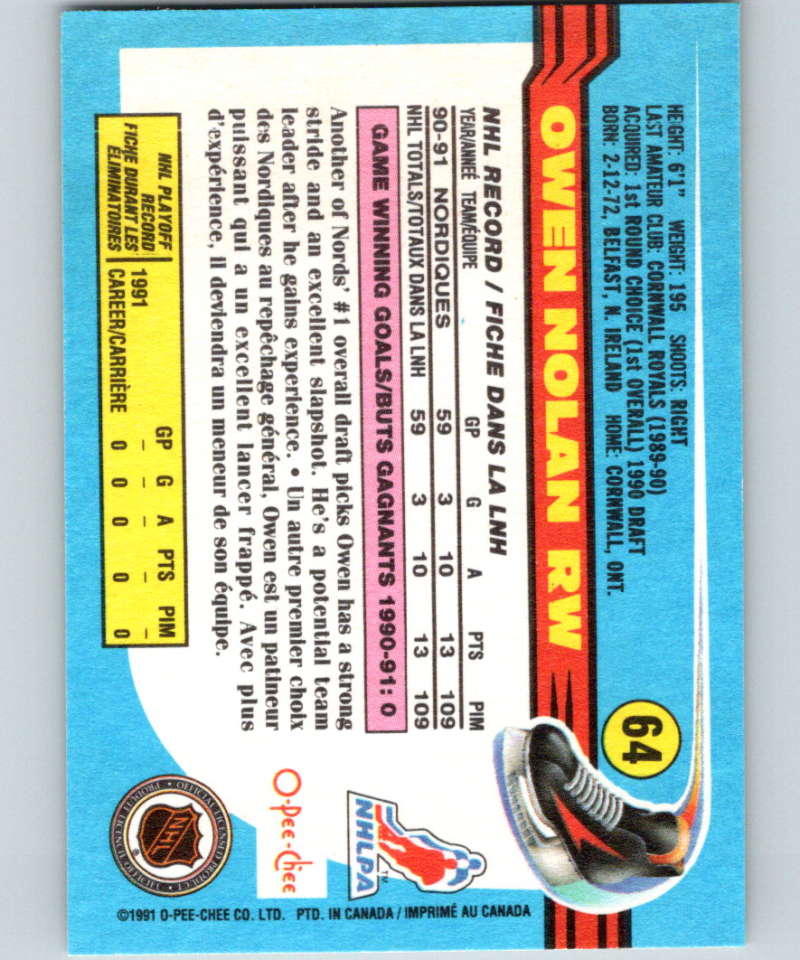 HEIGHT: 6'1" WEIGHT: 195 SHOOTS: RIGHT
LAST AMATEUR CLUB: CORNWALL ROYALS (1989-90)
ACQUIRED: 1st ROUND CHOICE (1st OVERALL) 1990 DRAFT
BORN: 2-12-72, BELFAST, N. IRELAND HOME: CORNWALL, ONT.
64
OWEN NOLAN RW
NHL RECORD / FICHE DANS LA LNH
YEAR/ANNÉE TEAM/ÉQUIPE GP G A PTS PIM
90-91 NORDIQUES 59 3 10 13 109
NHL TOTALS/TOTAUX DANS LA LNH 59 3 10 13 109
GAME WINNING GOALS/BUTS GAGNANTS 1990-91: 0
Another of Nords' #1 overall draft picks Owen has a strong
stride and an excellent slapshot. He's a potential team
leader after he gains experience. • Un autre premier choix
des Nordiques au repêchage général, Owen est un patineur
puissant qui a un excellent lancer frappé. Avec plus
d'expérience, il deviendra un meneur de son équipe.
NHL PLAYOFF
RECORD
FICHE DURANT LES
ÉLIMINATOIRES
GP G A PTS PIM
1991 – – – – –
CAREER/CARRIÈRE 0 0 0 0 0
NHLPA
TM
O-Pee-Chee
OFFICIAL LICENSED PRODUCT
PRODUIT LICENCIÉ OFFICIEL
NHL
®
©1991 O-PEE-CHEE CO. LTD. PTD. IN CANADA / IMPRIMÉ AU CANADA